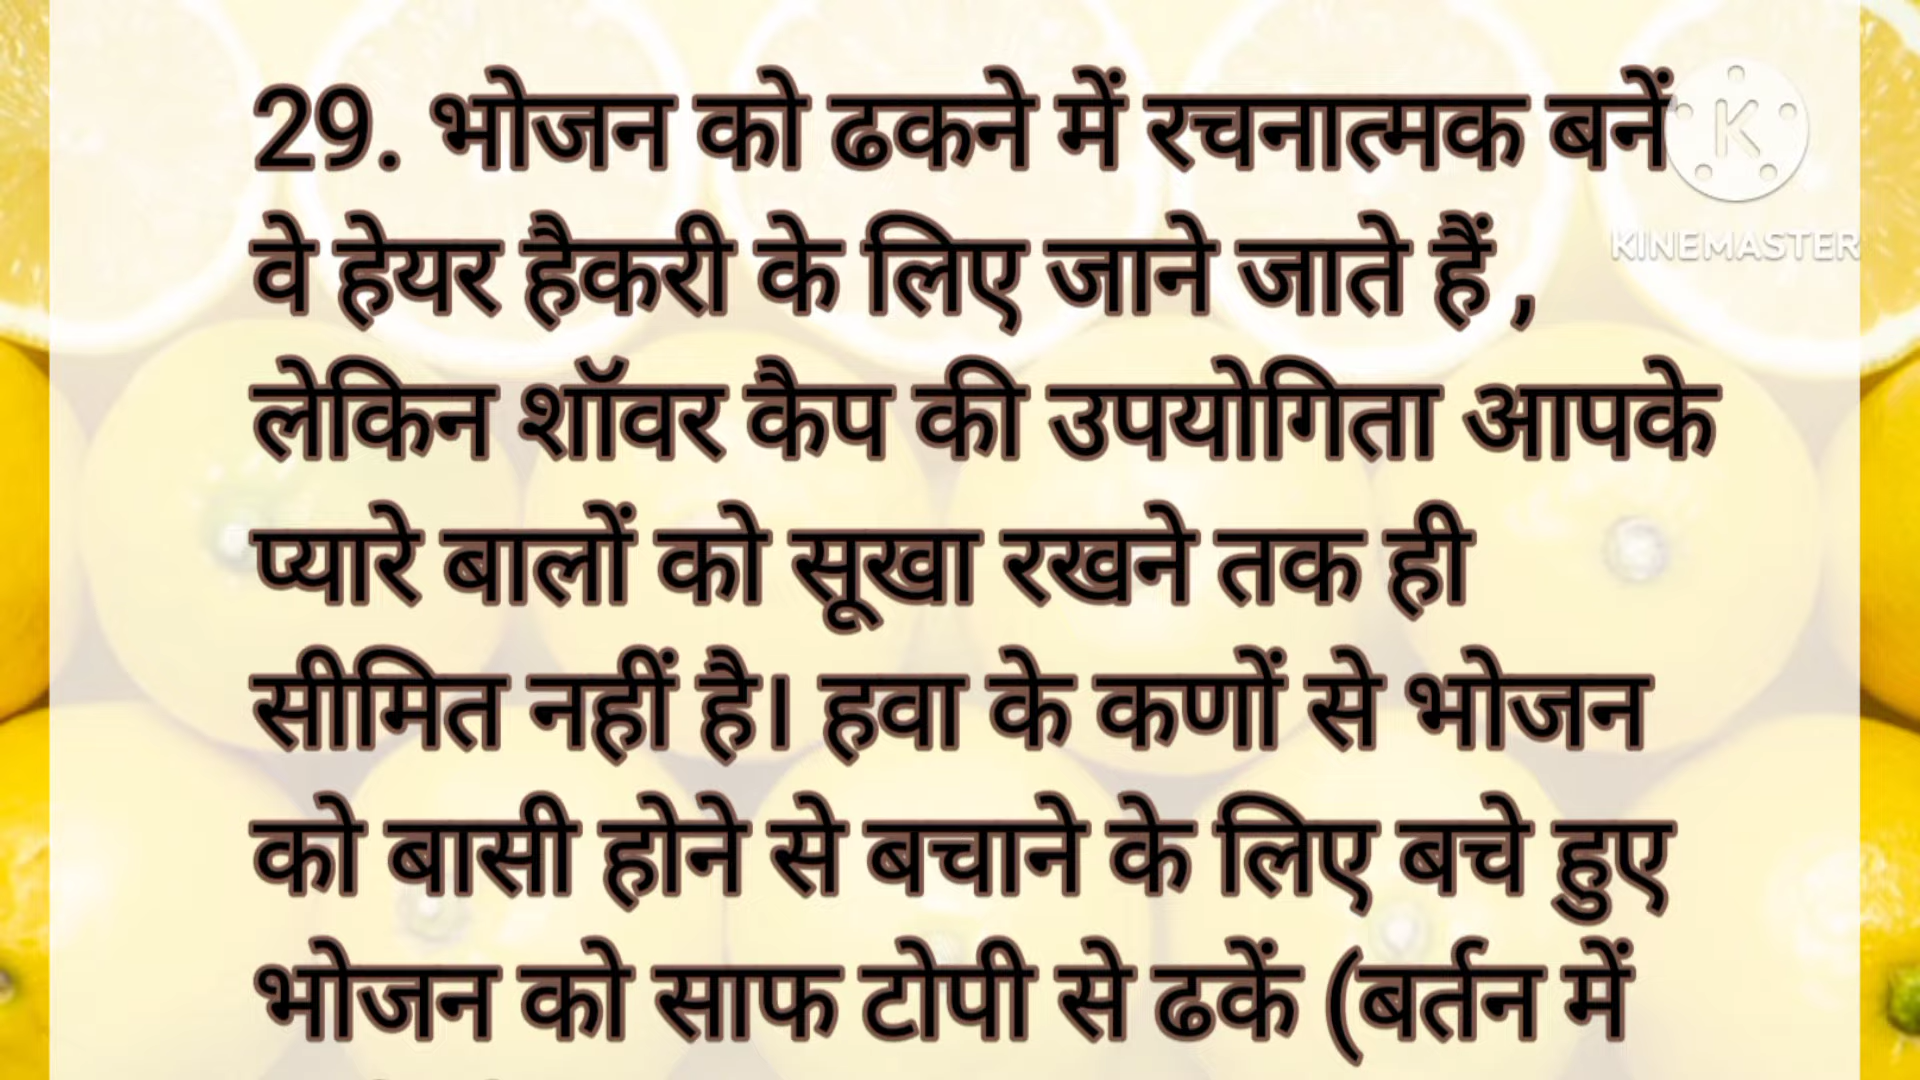 29. भोजन को ढकने में रचनात्मक बनें
K
KINEMASTER
वे हेयर हैकरी के लिए जाने जाते हैं ,
लेकिन शॉवर कैप की उपयोगिता आपके
प्यारे बालों को सूखा रखने तक ही
सीमित नहीं है। हवा के कणों से भोजन
को बासी होने से बचाने के लिए बचे हुए
भोजन को साफ टोपी से ढकें (बर्तन में